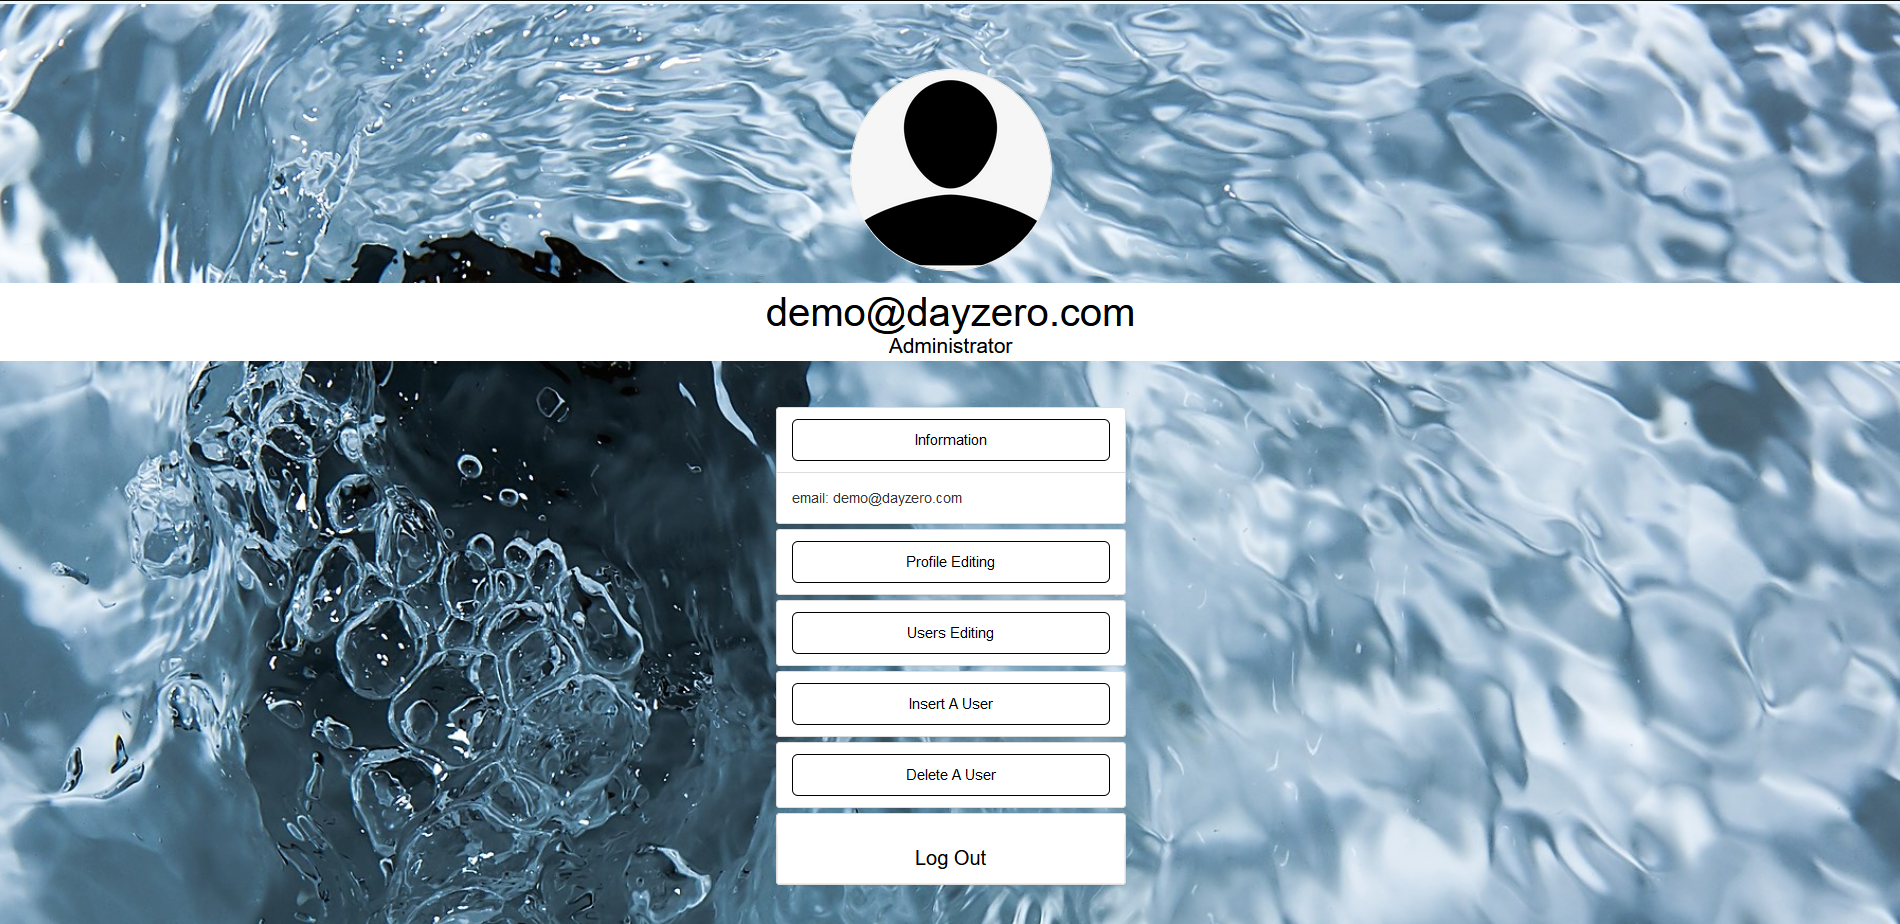 demo@dayzero.com
Administrator
Information
email: demo@dayzero.com
Profile Editing
Users Editing
Insert A User
Delete A User
Log Out